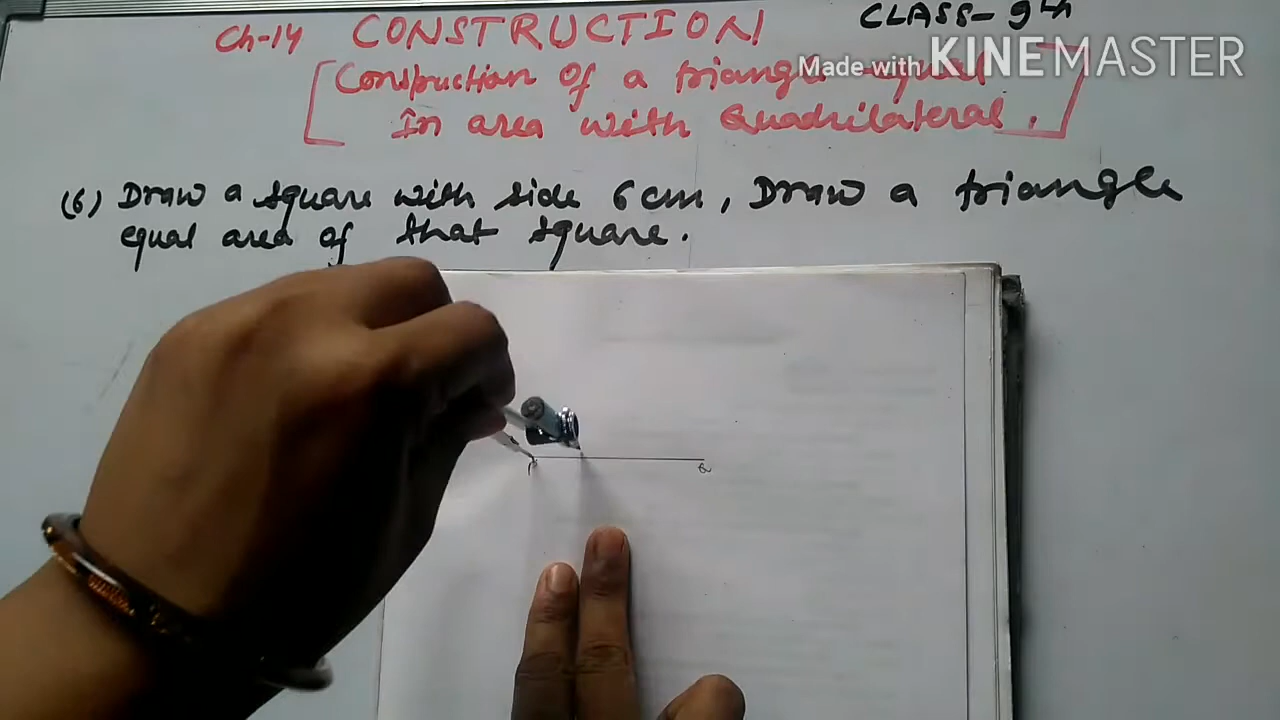 Ch-14 CONSTRUCTION CLASS-9th
Made with KINEMASTER
[Construction Of a triangle equal
In area with Quadrilateral.]
(6) Draw a square with side 6cm, Draw a triangle
equal area of that square.
P Q